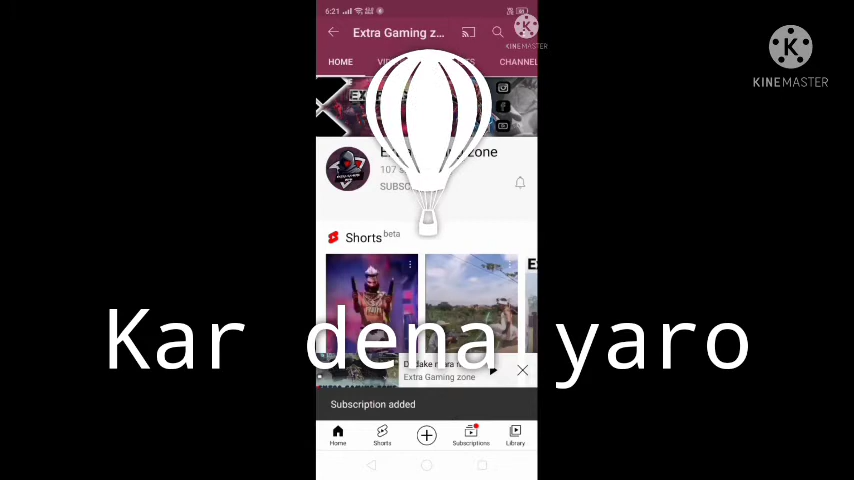 6:21
Extra Gaming z...
KINEMASTER
KINEMASTER
HOME
CHANNEL
zone
107
SUBSC
Shorts beta
Kar dena yaro
Extra Gaming zone
Subscription added
Home
Shorts
Subscriptions
Library